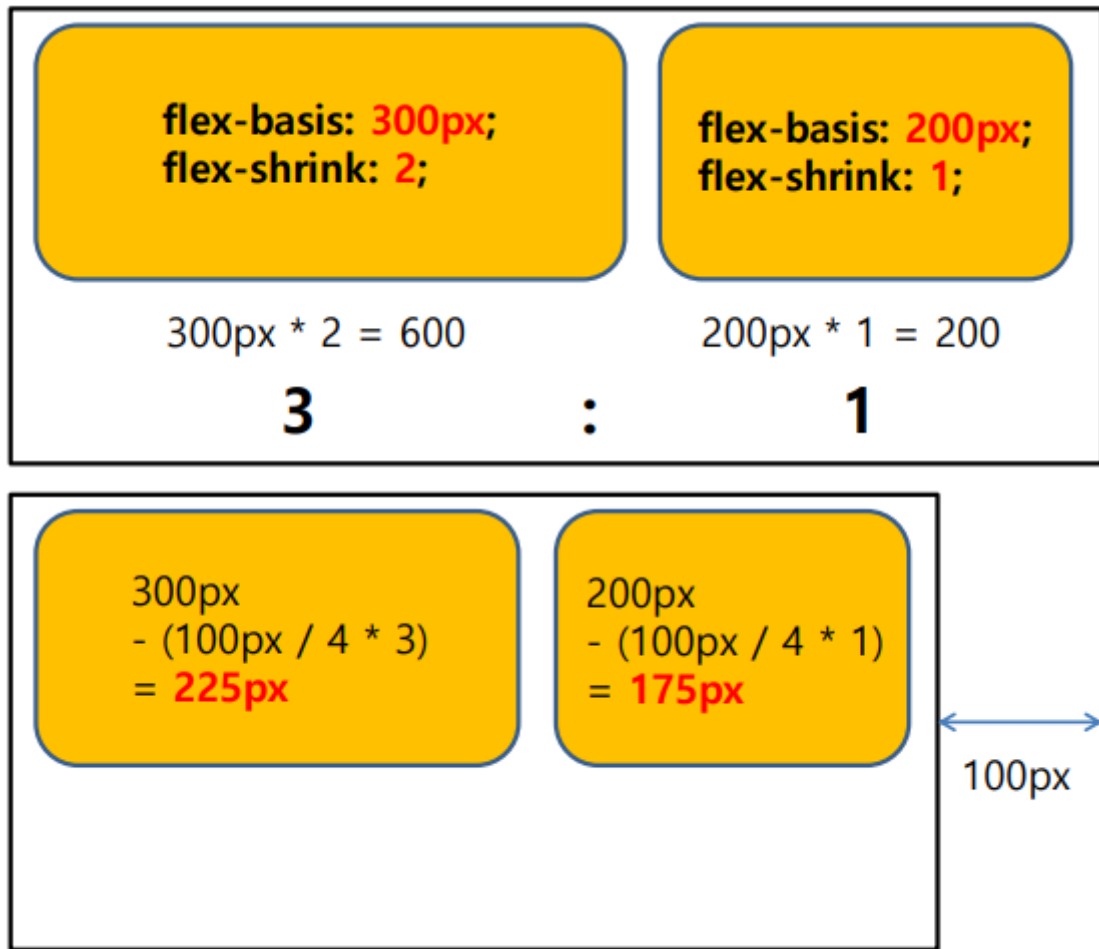 flex-basis: 300px;
flex-shrink: 2;
flex-basis: 200px;
flex-shrink: 1;
300px * 2 = 600
200px * 1 = 200
3 : 1
300px
- (100px / 4 * 3)
= 225px
200px
- (100px / 4 * 1)
= 175px
100px